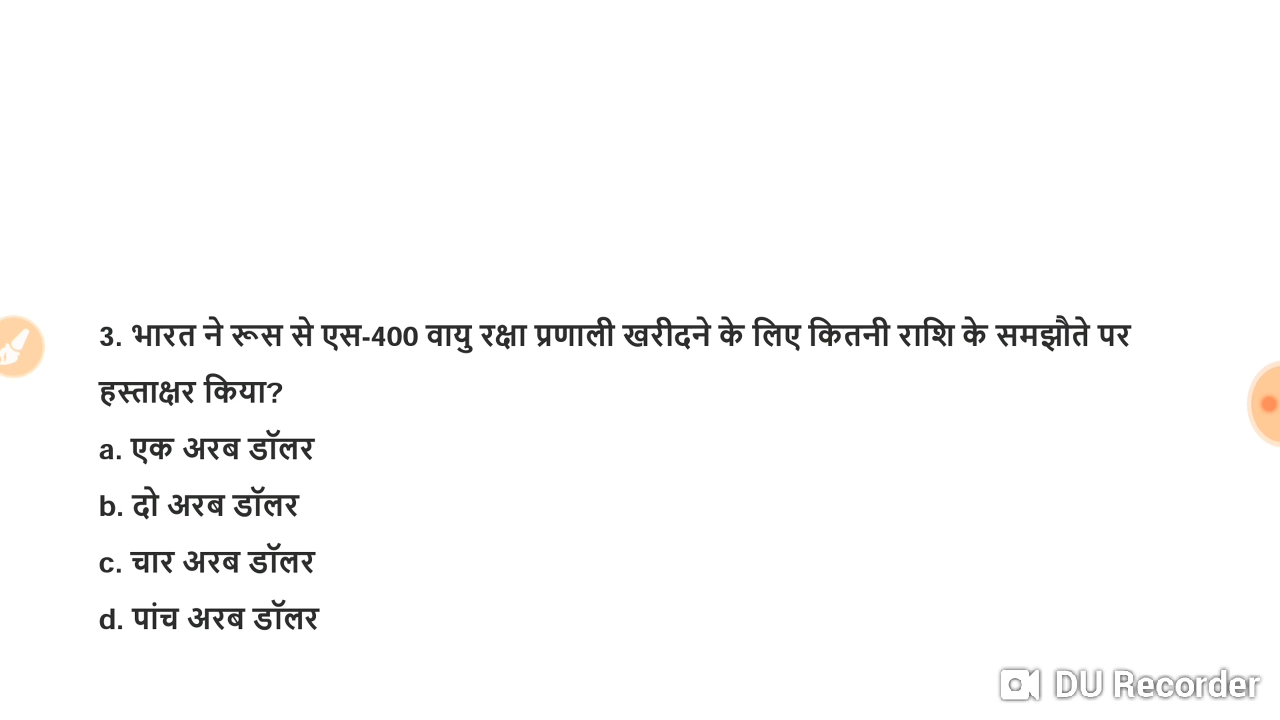 3. भारत ने रूस से एस-400 वायु रक्षा प्रणाली खरीदने के लिए कितनी राशि के समझौते पर
हस्ताक्षर किया?
a. एक अरब डॉलर
b. दो अरब डॉलर
c. चार अरब डॉलर
d. पांच अरब डॉलर
DU Recorder